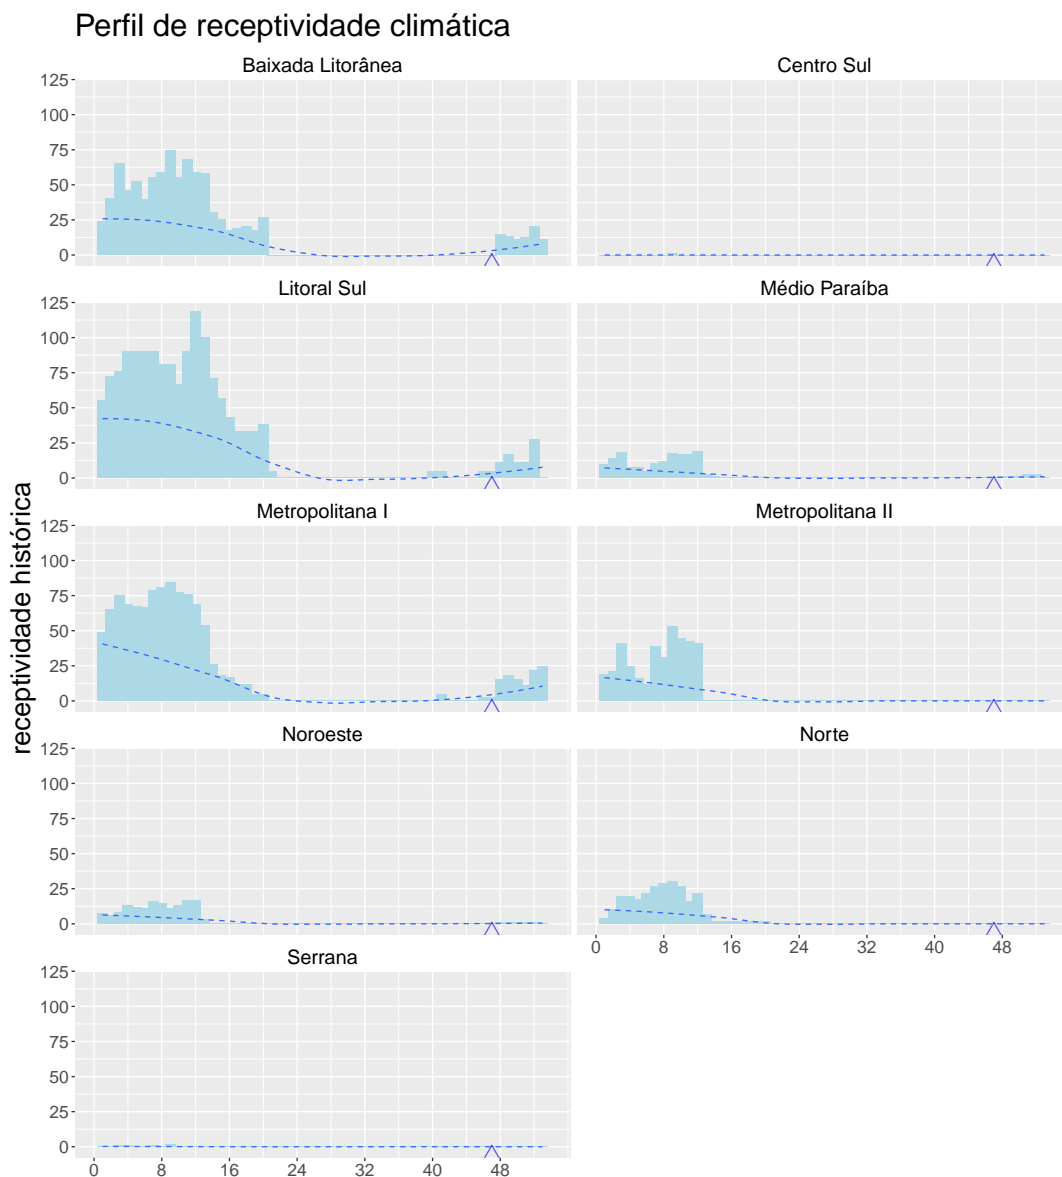 Perfil de receptividade climática
Baixada Litorânea
Centro Sul
125
100
75
50
25
0
Litoral Sul
Médio Paraíba
125
100
75
50
25
0
Metropolitana I
Metropolitana II
125
100
75
50
25
0
receptividade histórica
Noroeste
Norte
125
100
75
50
25
0
0 8 16 24 32 40 48
Serrana
125
100
75
50
25
0
0 8 16 24 32 40 48